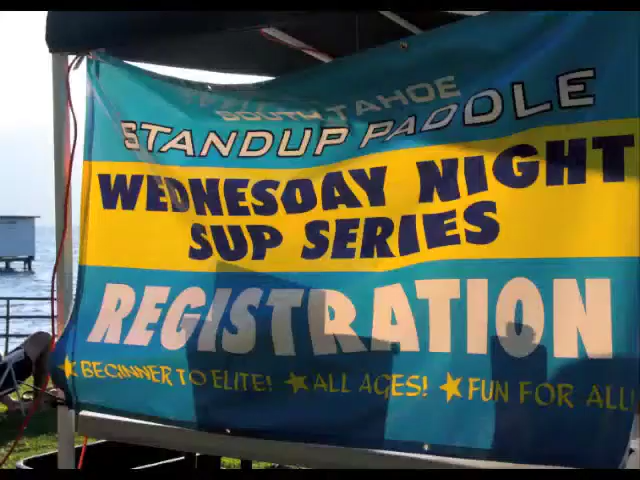 SOUTH TAHOE
STANDUP PADDLE
WEDNESDAY NIGHT
SUP SERIES
REGISTRATION
★BEGINNER TO ELITE! ★ALL AGES! ★FUN FOR ALL!